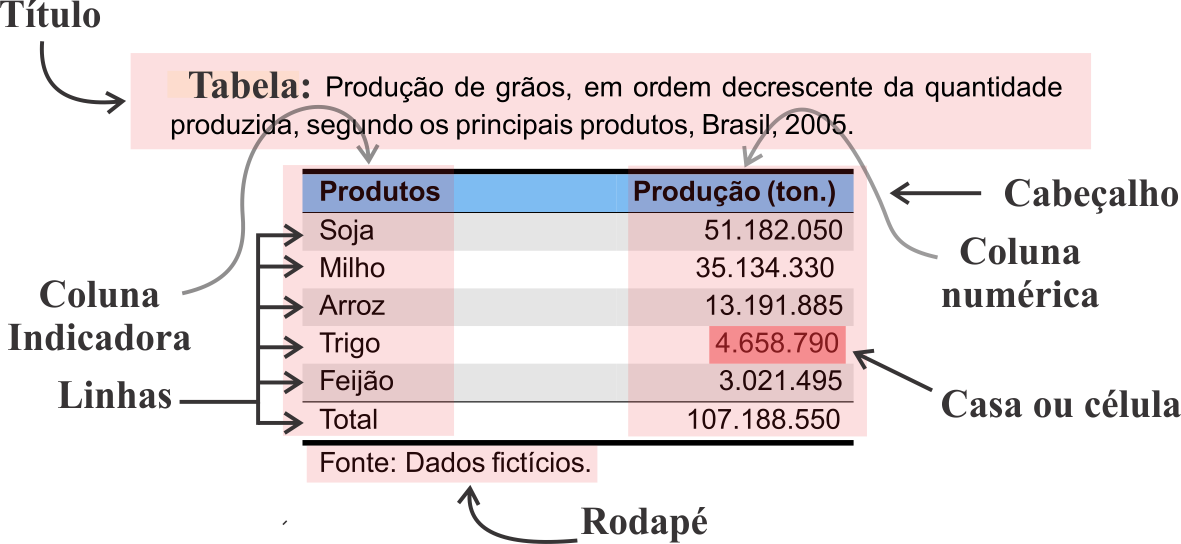 Título
Tabela: Produção de grãos, em ordem decrescente da quantidade
produzida, segundo os principais produtos, Brasil, 2005.
Produtos Produção (ton.)
Cabeçalho
Soja 51.182.050
Milho 35.134.330
Coluna
numérica
Coluna
Indicadora
Arroz 13.191.885
Trigo 4.658.790
Feijão 3.021.495
Linhas
Casa ou célula
Total 107.188.550
Fonte: Dados fictícios.
Rodapé